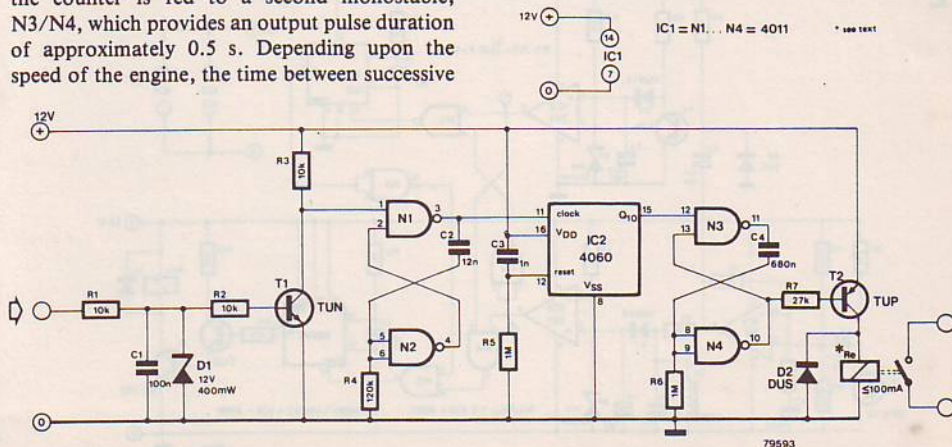 the counter is fed to a second monostable,
N3/N4, which provides an output pulse duration
of approximately 0.5 s. Depending upon the
speed of the engine, the time between successive
12V
+
14
IC1
7
0
IC1 = N1... N4 = 4011
* see text
12V
+
R3
10k
1
2
N1
3
C2
12n
C3
1n
11
clock
16
VDD
12
reset
IC2
4060
Q10
15
VSS
8
12
13
N3
11
C4
680n
T2
TUP
R7
27k
R1
10k
R2
10k
T1
TUN
C1
100n
D1
12V
400mW
5
6
N2
4
R4
120k
R5
1M
8
9
N4
10
R6
1M
D2
DUS
*
Re
≤100mA
0
79593